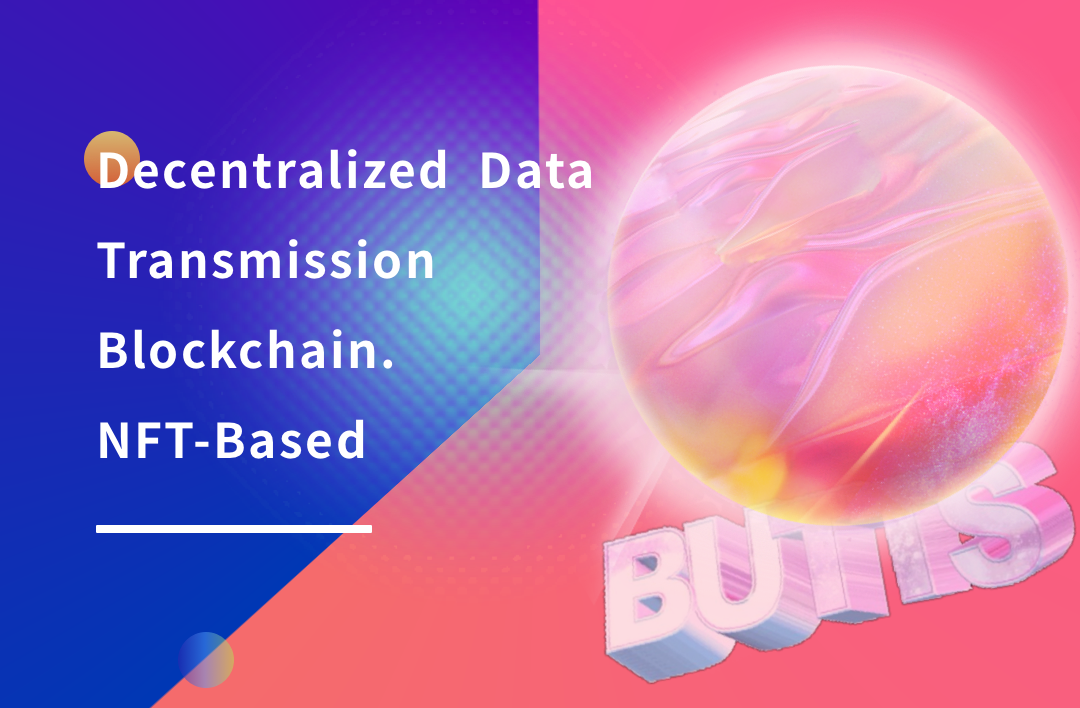 Decentralized Data
Transmission
Blockchain.
NFT-Based
BUTTS